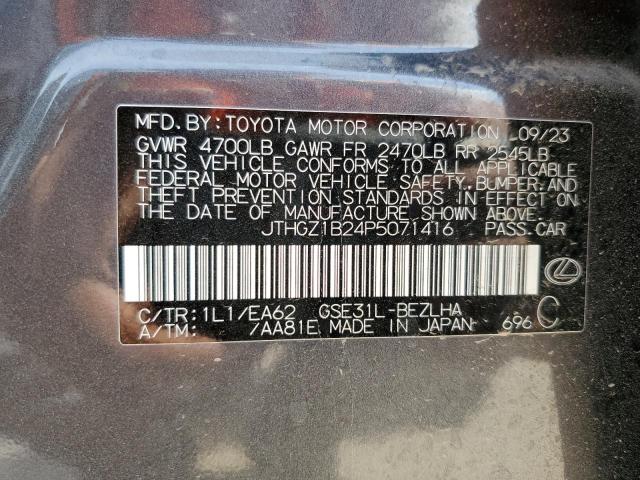 MFD.BY:TOYOTA MOTOR CORPORATION 09/23
GVWR 4700LB GAWR FR 2470LB RR 2545LB
THIS VEHICLE CONFORMS TO ALL APPLICABLE
FEDERAL MOTOR VEHICLE SAFETY,BUMPER,AND
THEFT PREVENTION STANDARDS IN EFFECT ON
THE DATE OF MANUFACTURE SHOWN ABOVE.
JTHGZ1B24P5071416 PASS.CAR
C/TR:1L1/EA62 GSE31L-BEZLHA
A/TM: /AA81E MADE IN JAPAN 696 C